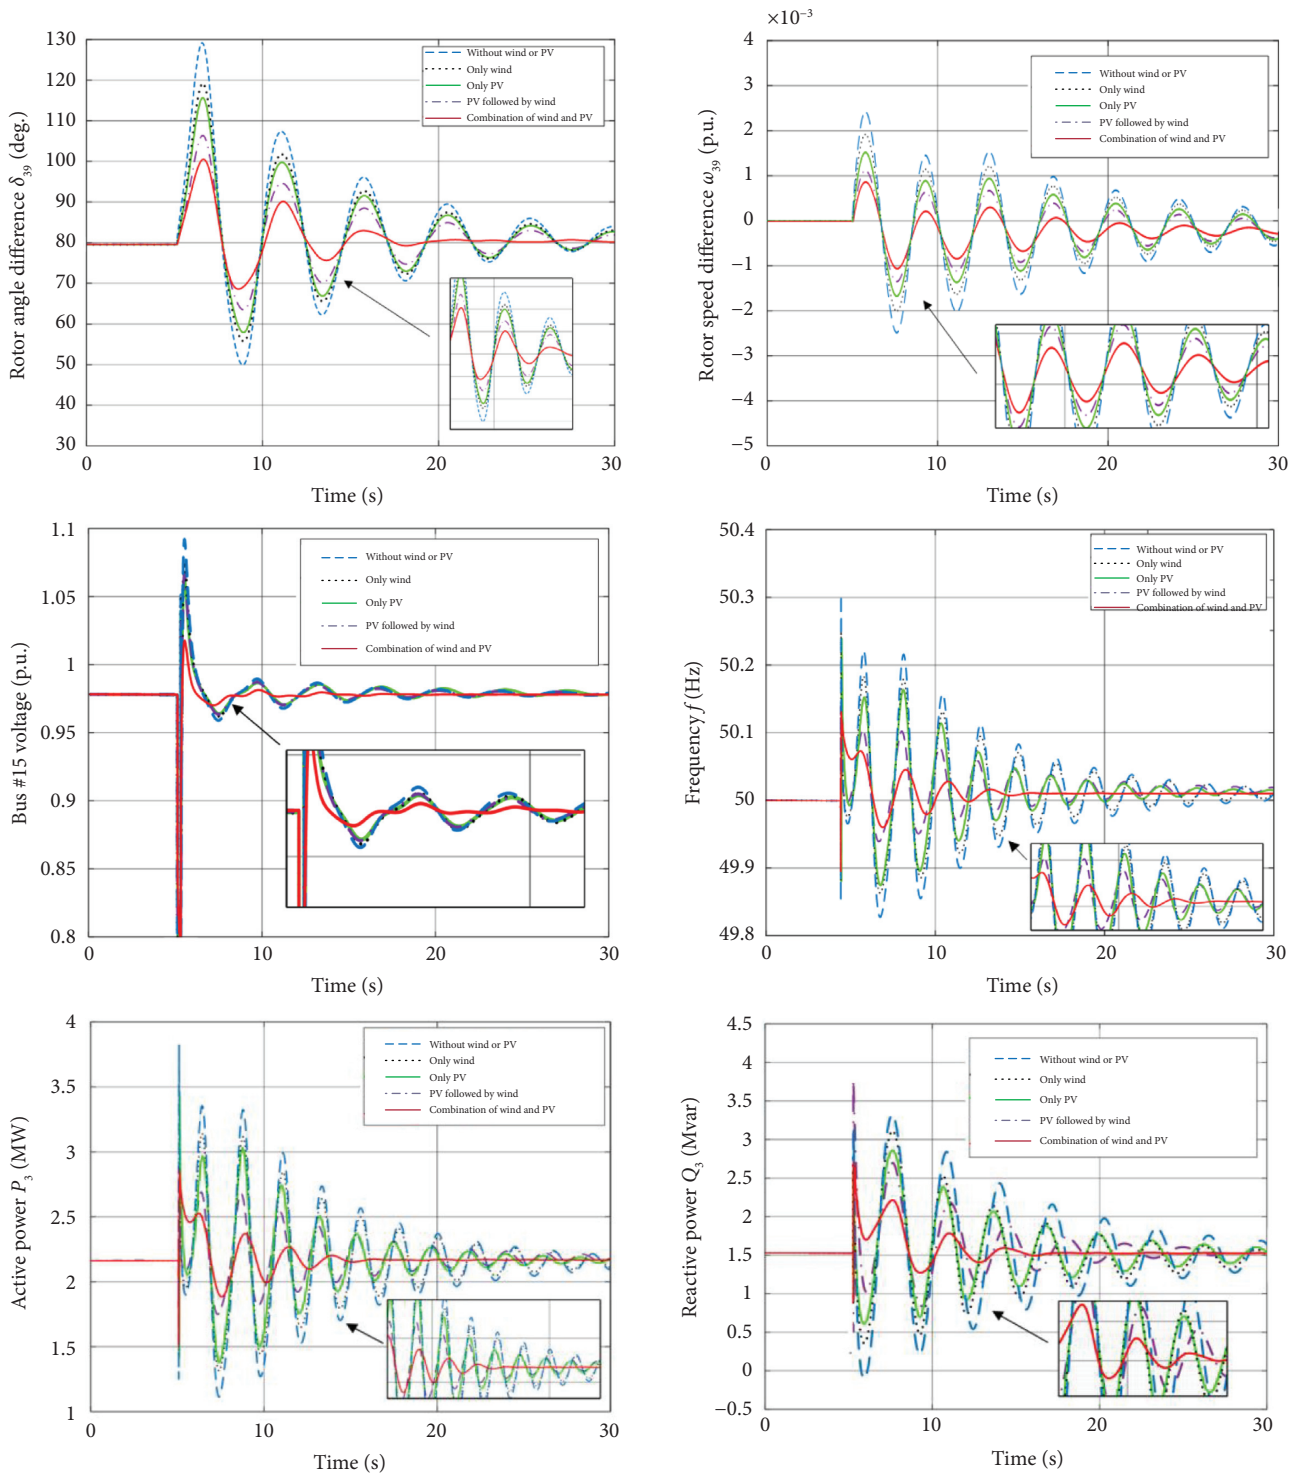 130
120
110
100
90
80
70
60
50
40
30
Rotor angle difference δ39 (deg.)
Without wind or PV
Only wind
Only PV
PV followed by wind
Combination of wind and PV
0
10
20
30
Time (s)
×10⁻³
4
3
2
1
0
−1
−2
−3
−4
−5
Rotor speed difference ω39 (p.u.)
Without wind or PV
Only wind
Only PV
PV followed by wind
Combination of wind and PV
0
10
20
30
Time (s)
1.1
1.05
1
0.95
0.9
0.85
0.8
Bus #15 voltage (p.u.)
Without wind or PV
Only wind
Only PV
PV followed by wind
Combination of wind and PV
0
10
20
30
Time (s)
50.4
50.3
50.2
50.1
50
49.9
49.8
Frequency f (Hz)
Without wind or PV
Only wind
Only PV
PV followed by wind
Combination of wind and PV
0
10
20
30
Time (s)
4
3.5
3
2.5
2
1.5
1
Active power P3 (MW)
Without wind or PV
Only wind
Only PV
PV followed by wind
Combination of wind and PV
0
10
20
30
Time (s)
4.5
4
3.5
3
2.5
2
1.5
1
0.5
0
−0.5
Reactive power Q3 (Mvar)
Without wind or PV
Only wind
Only PV
PV followed by wind
Combination of wind and PV
0
10
20
30
Time (s)